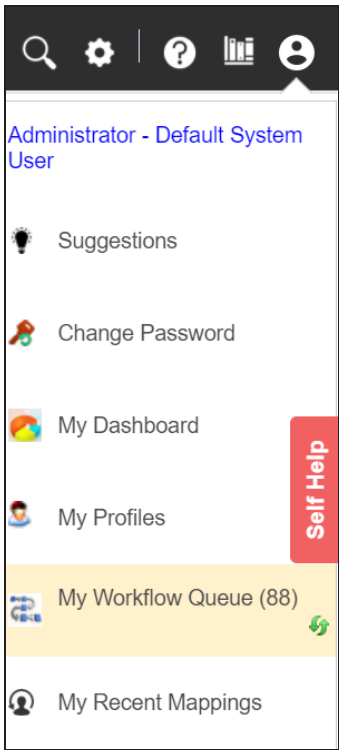 Administrator - Default System
User
Suggestions
Change Password
My Dashboard
Self Help
My Profiles
My Workflow Queue (88)
My Recent Mappings